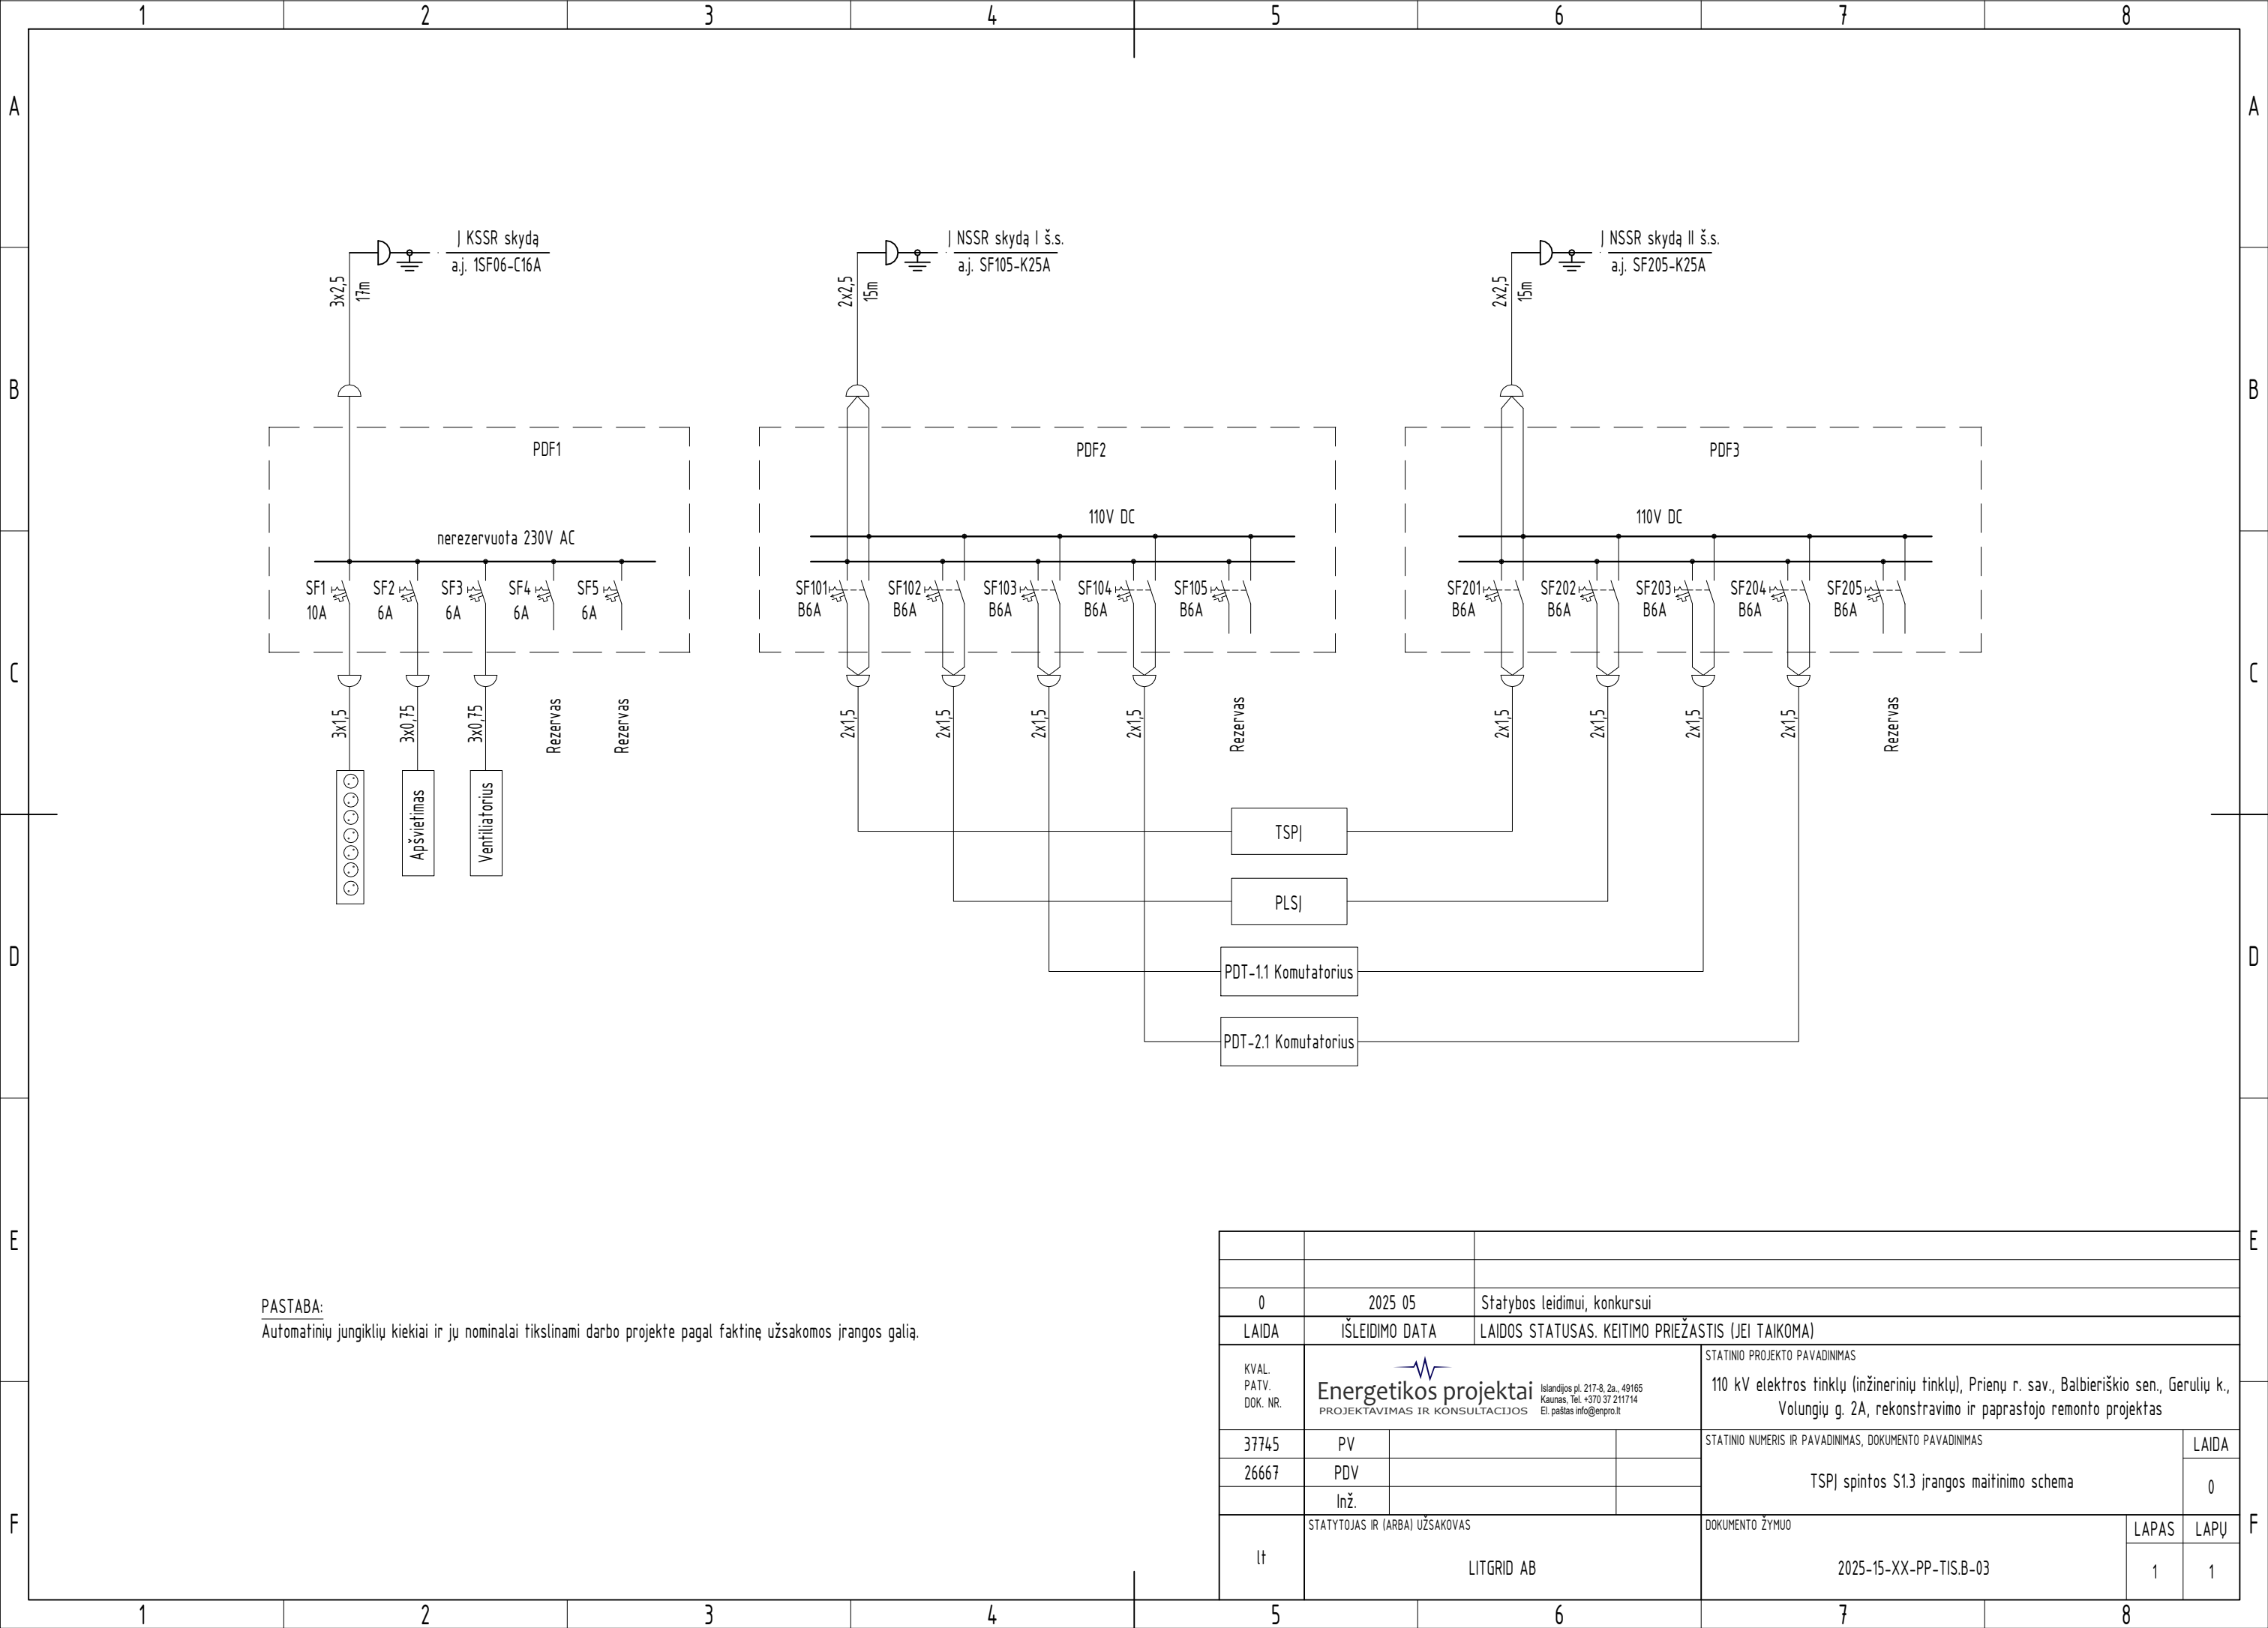 1 2 3 4 5 6 7 8
A A
B B
C C
D D
E E
F F
Į KSSR skydą
a.j. 1SF06-C16A
3x2,5
17m
Į NSSR skydą I š.s.
a.j. SF105-K25A
2x2,5
15m
Į NSSR skydą II š.s.
a.j. SF205-K25A
2x2,5
15m
PDF1
nerezervuota 230V AC
SF1 SF2 SF3 SF4 SF5
10A 6A 6A 6A 6A
3x1,5 3x0,75 3x0,75 Rezervas Rezervas
Apšvietimas
Ventiliatorius
PDF2
110V DC
SF101 SF102 SF103 SF104 SF105
B6A B6A B6A B6A B6A
2x1,5 2x1,5 2x1,5 2x1,5 Rezervas
PDF3
110V DC
SF201 SF202 SF203 SF204 SF205
B6A B6A B6A B6A B6A
2x1,5 2x1,5 2x1,5 2x1,5 Rezervas
TSPĮ
PLSĮ
PDT-1.1 Komutatorius
PDT-2.1 Komutatorius
PASTABA:
Automatinių jungiklių kiekiai ir jų nominalai tikslinami darbo projekte pagal faktinę užsakomos įrangos galią.
0 2025 05 Statybos leidimui, konkursui
LAIDA IŠLEIDIMO DATA LAIDOS STATUSAS. KEITIMO PRIEŽASTIS (JEI TAIKOMA)
KVAL.
PATV.
DOK. NR.
Energetikos projektai
PROJEKTAVIMAS IR KONSULTACIJOS
Islandijos pl. 217-8, 2a., 49165
Kaunas, Tel. +370 37 211714
El. paštas info@enpro.lt
STATINIO PROJEKTO PAVADINIMAS
110 kV elektros tinklų (inžinerinių tinklų), Prienų r. sav., Balbieriškio sen., Gerulių k.,
Volungių g. 2A, rekonstravimo ir paprastojo remonto projektas
37745 PV
26667 PDV
Inž.
STATINIO NUMERIS IR PAVADINIMAS, DOKUMENTO PAVADINIMAS
TSPĮ spintos S1.3 įrangos maitinimo schema
LAIDA
0
lt
STATYTOJAS IR (ARBA) UŽSAKOVAS
LITGRID AB
DOKUMENTO ŽYMUO
2025-15-XX-PP-TIS.B-03
LAPAS LAPŲ
1 1
1 2 3 4 5 6 7 8